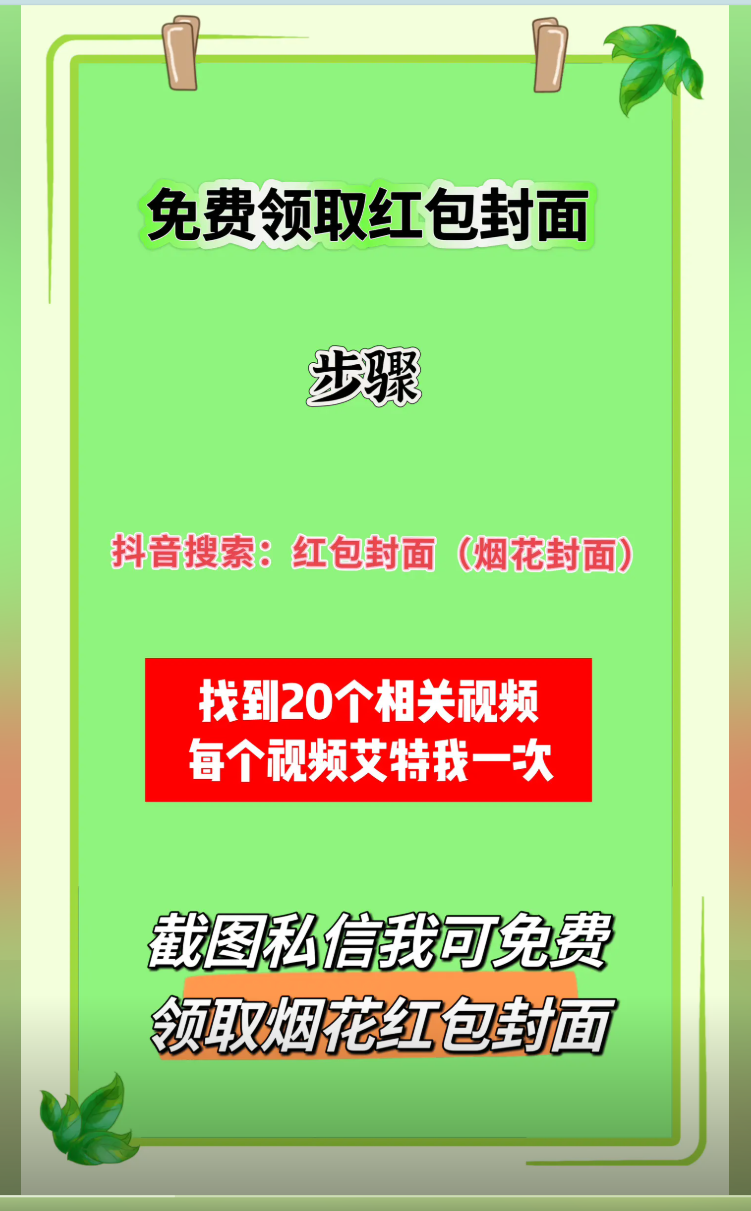 免费领取红包封面
步骤
抖音搜索：红包封面（烟花封面）
找到20个相关视频
每个视频艾特我一次
截图私信我可免费
领取烟花红包封面